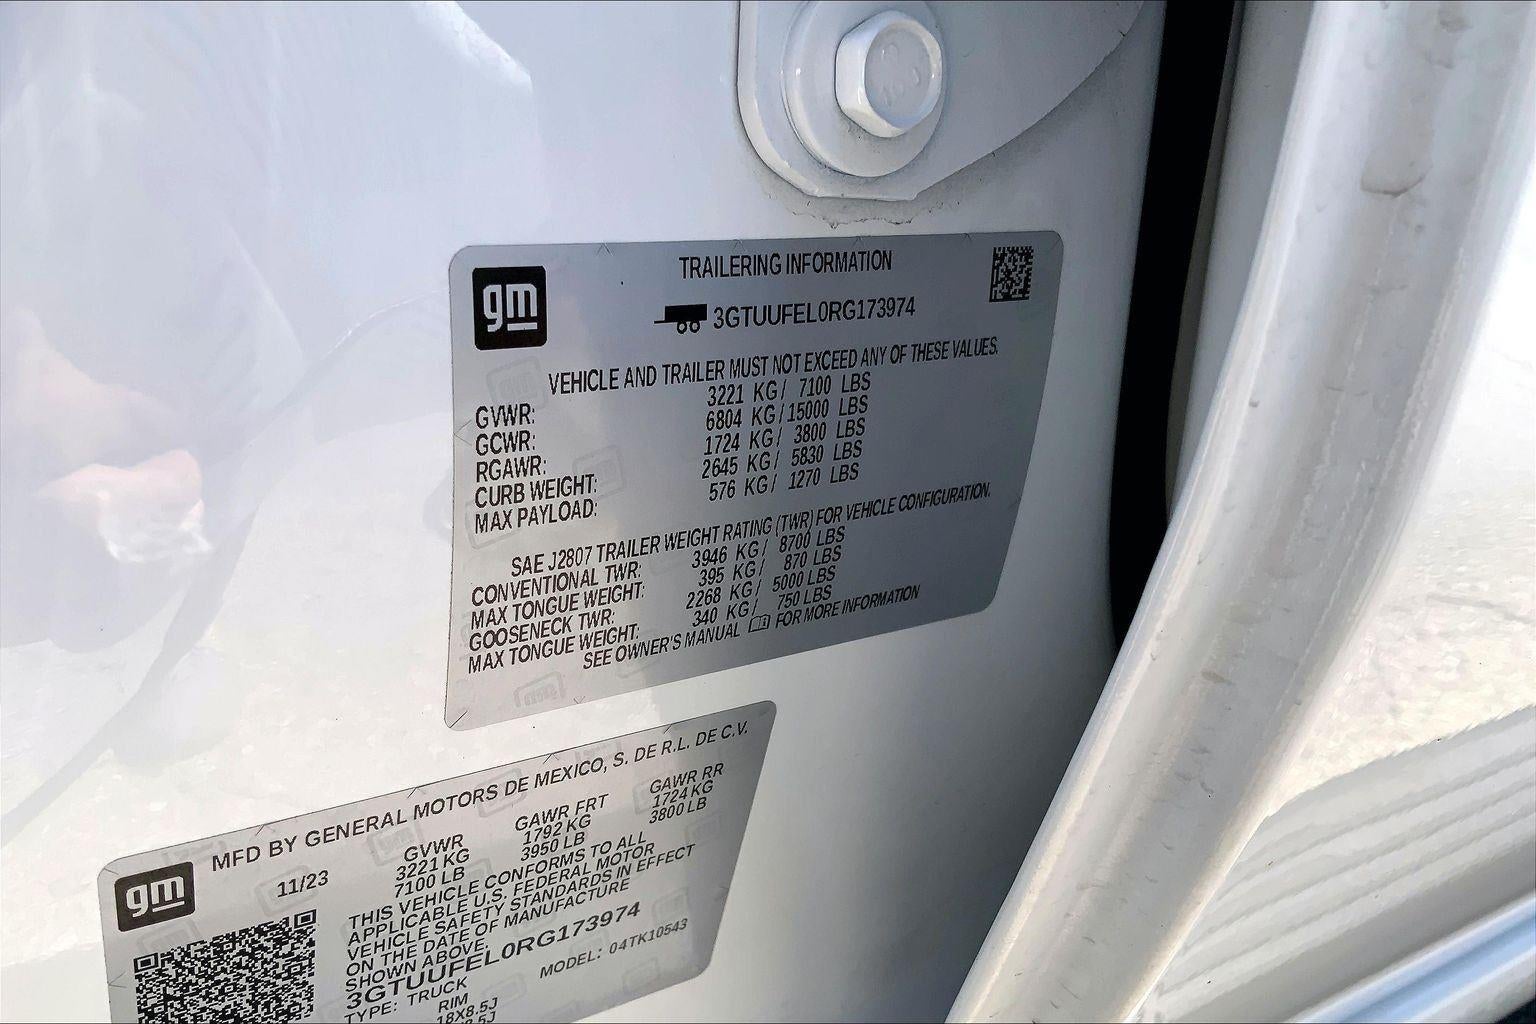 gm
TRAILERING INFORMATION
3GTUUFEL0RG173974
VEHICLE AND TRAILER MUST NOT EXCEED ANY OF THESE VALUES.
GVWR: 3221 KG/ 7100 LBS
GCWR: 6804 KG/15000 LBS
RGAWR: 1724 KG/ 3800 LBS
CURB WEIGHT: 2645 KG/ 5830 LBS
MAX PAYLOAD: 576 KG/ 1270 LBS
SAE J2807 TRAILER WEIGHT RATING (TWR) FOR VEHICLE CONFIGURATION.
CONVENTIONAL TWR: 3946 KG/ 8700 LBS
MAX TONGUE WEIGHT: 395 KG/ 870 LBS
GOOSENECK TWR: 2268 KG/ 5000 LBS
MAX TONGUE WEIGHT: 340 KG/ 750 LBS
SEE OWNER'S MANUAL FOR MORE INFORMATION
gm
MFD BY GENERAL MOTORS DE MEXICO, S. DE R.L. DE C.V.
11/23
GVWR GAWR FRT GAWR RR
3221 KG 1792 KG 1724 KG
7100 LB 3950 LB 3800 LB
THIS VEHICLE CONFORMS TO ALL
APPLICABLE U.S. FEDERAL MOTOR
VEHICLE SAFETY STANDARDS IN EFFECT
ON THE DATE OF MANUFACTURE
SHOWN ABOVE.
3GTUUFEL0RG173974
TYPE: TRUCK MODEL: 04TK10543
RIM
18X8.5J